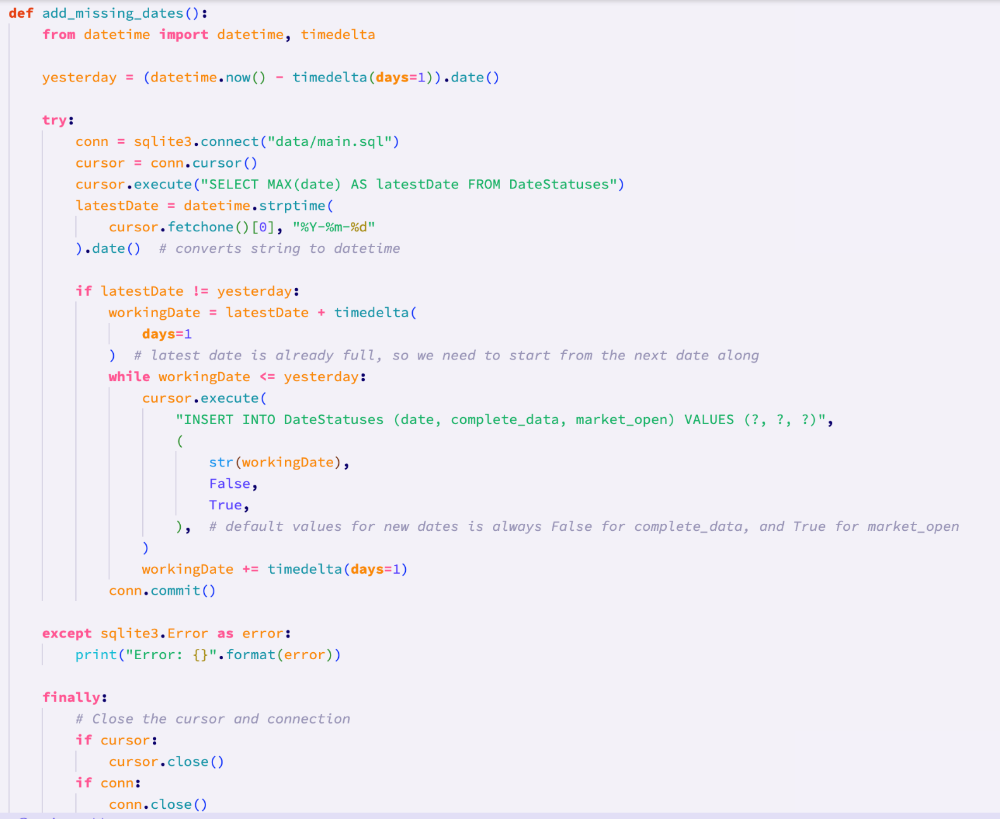 def add_missing_dates():
    from datetime import datetime, timedelta

    yesterday = (datetime.now() - timedelta(days=1)).date()

    try:
        conn = sqlite3.connect("data/main.sql")
        cursor = conn.cursor()
        cursor.execute("SELECT MAX(date) AS latestDate FROM DateStatuses")
        latestDate = datetime.strptime(
            cursor.fetchone()[0], "%Y-%m-%d"
        ).date()  # converts string to datetime

        if latestDate != yesterday:
            workingDate = latestDate + timedelta(
                days=1
            )  # latest date is already full, so we need to start from the next date along
            while workingDate <= yesterday:
                cursor.execute(
                    "INSERT INTO DateStatuses (date, complete_data, market_open) VALUES (?, ?, ?)",
                    (
                        str(workingDate),
                        False,
                        True,
                    ),  # default values for new dates is always False for complete_data, and True for market_open
                )
                workingDate += timedelta(days=1)
            conn.commit()

    except sqlite3.Error as error:
        print("Error: {}".format(error))

    finally:
        # Close the cursor and connection
        if cursor:
            cursor.close()
        if conn:
            conn.close()